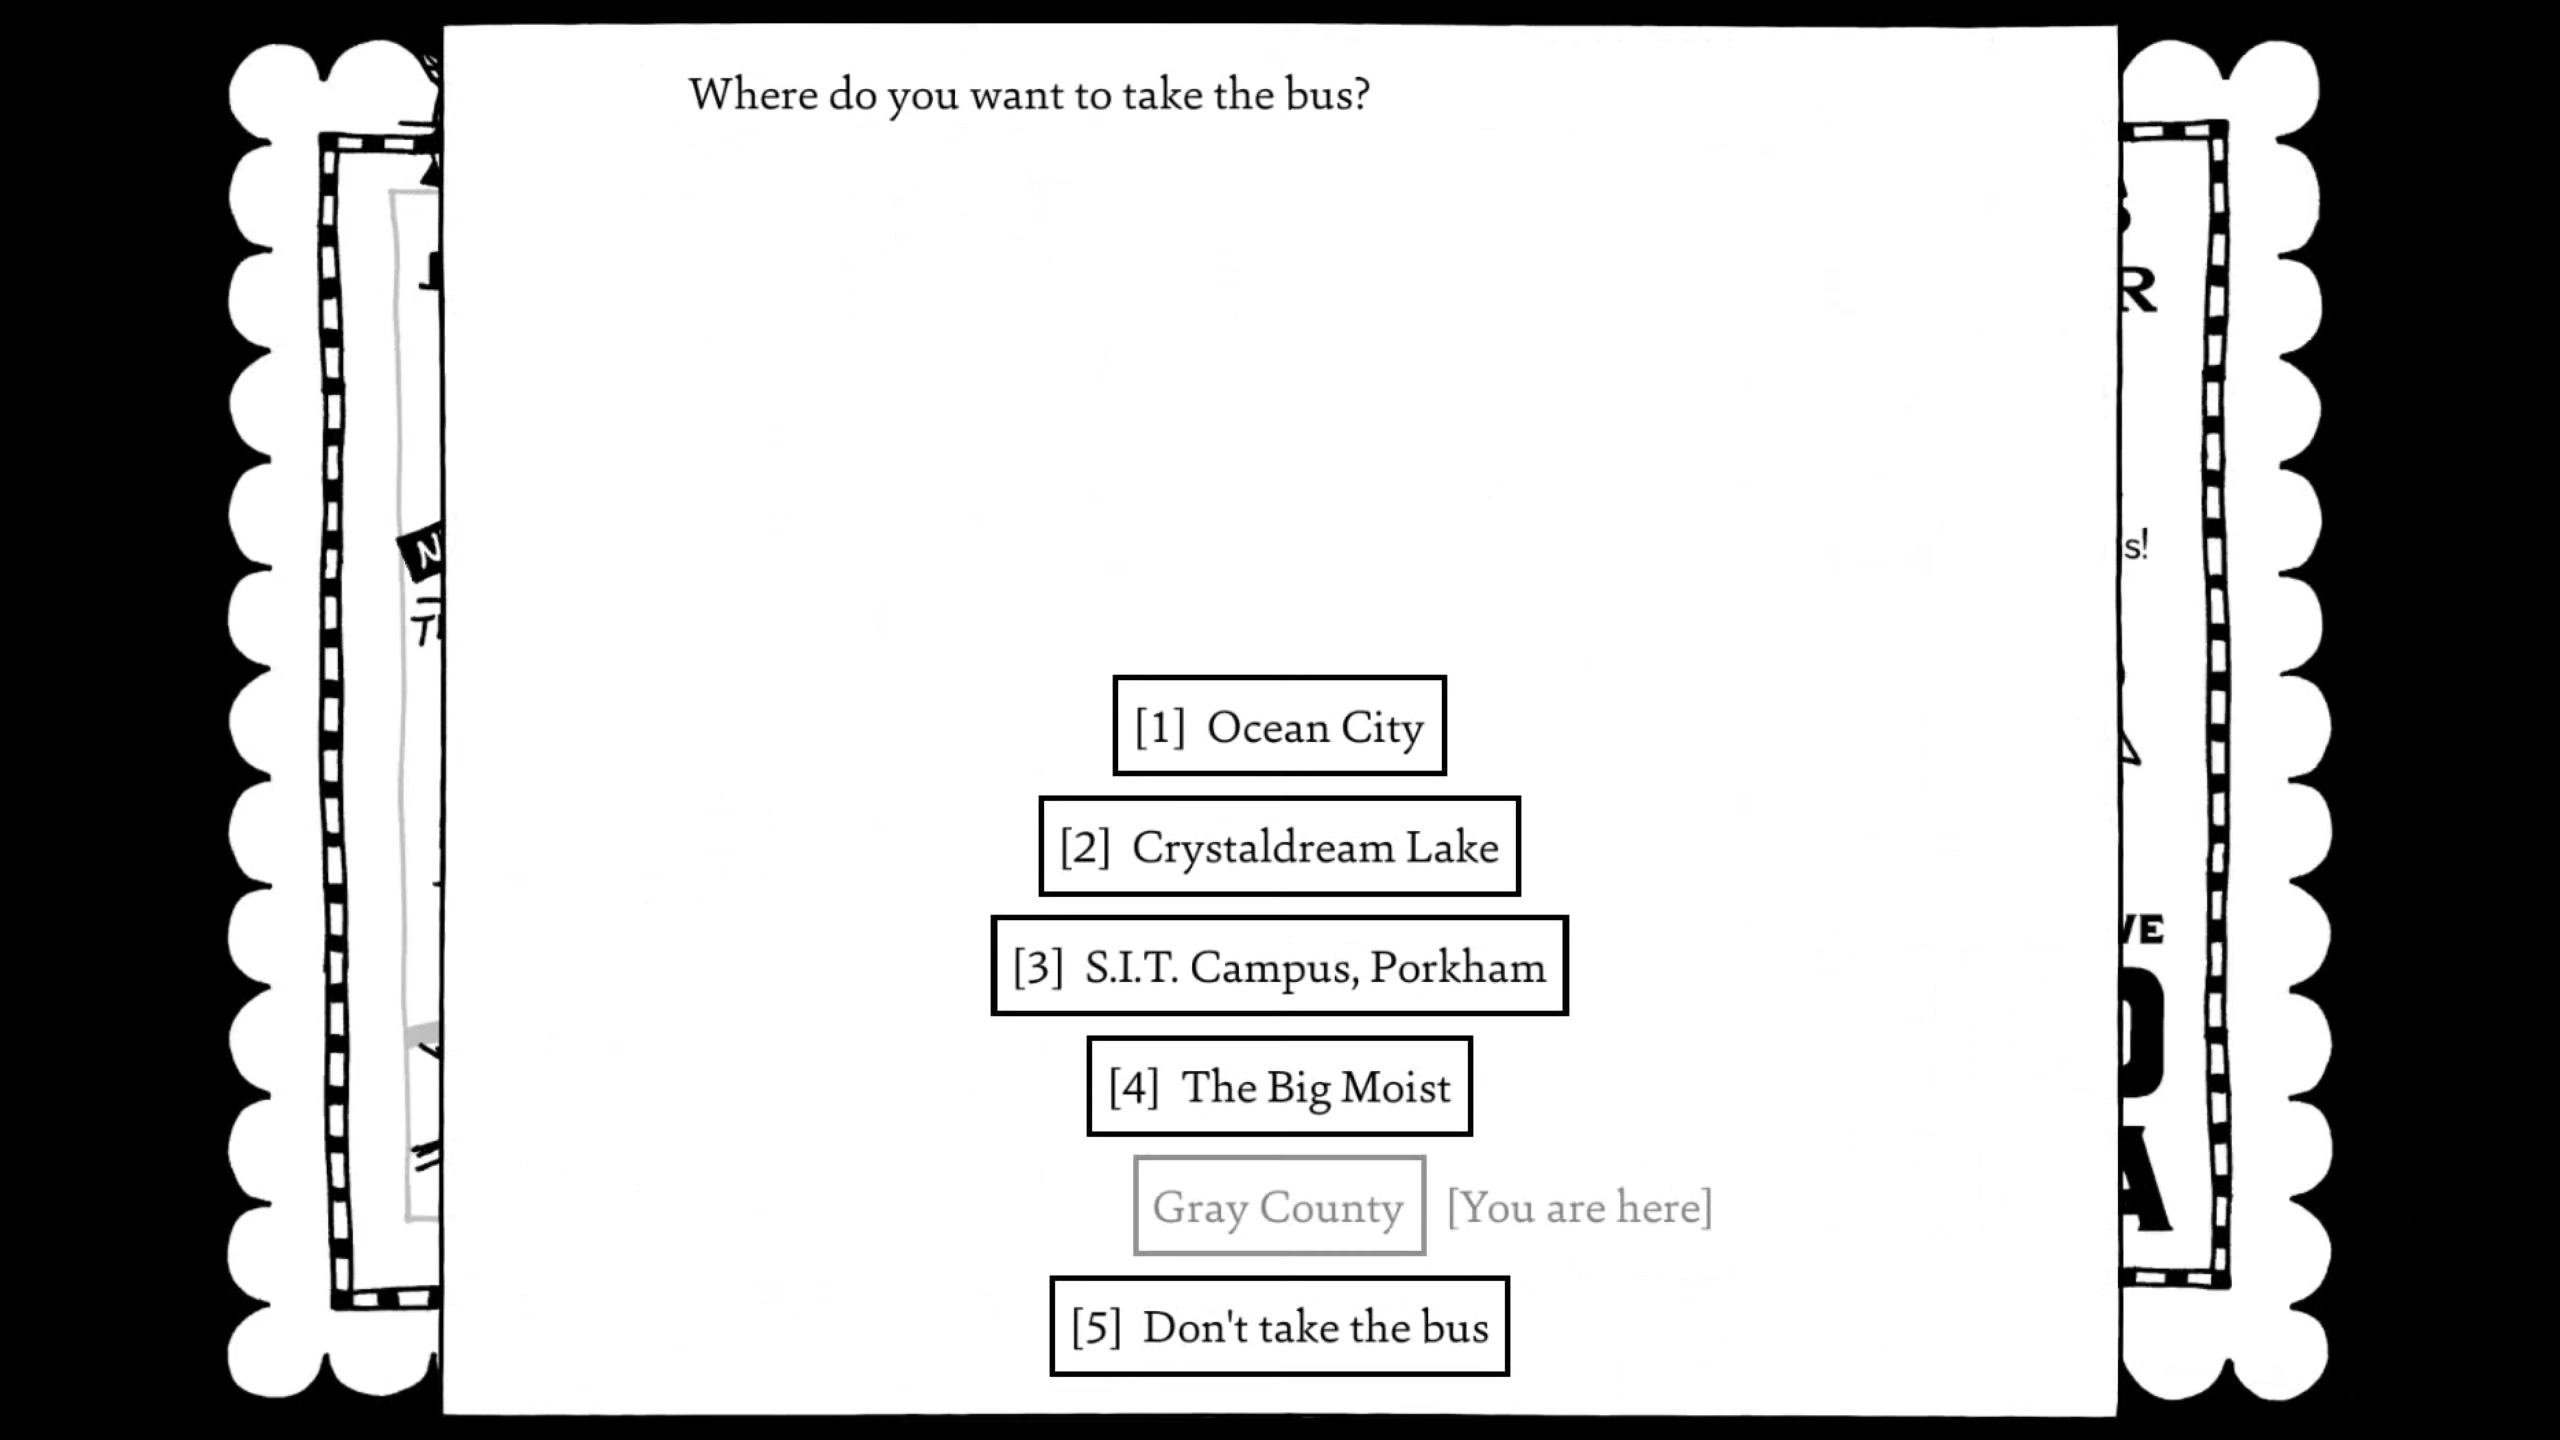 Where do you want to take the bus?
[1] Ocean City
[2] Crystaldream Lake
[3] S.I.T. Campus, Porkham
[4] The Big Moist
Gray County [You are here]
[5] Don't take the bus